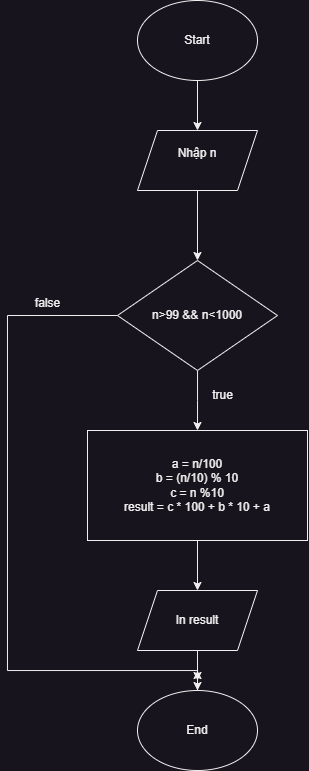 Start
Nhập n
n>99 && n<1000
false
true
a = n/100
b = (n/10) % 10
c = n %10
result = c * 100 + b * 10 + a
In result
End